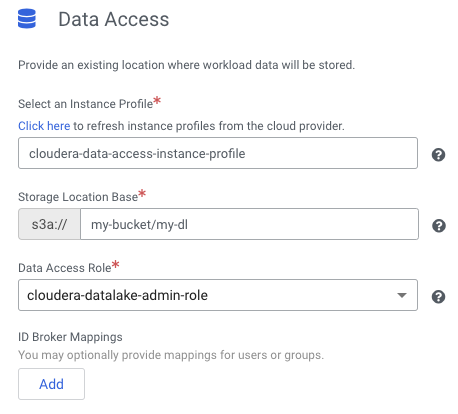 Data Access
Provide an existing location where workload data will be stored.
Select an Instance Profile*
Click here to refresh instance profiles from the cloud provider.
cloudera-data-access-instance-profile
?
Storage Location Base*
s3a:// my-bucket/my-dl
?
Data Access Role*
cloudera-datalake-admin-role
?
ID Broker Mappings
You may optionally provide mappings for users or groups.
Add